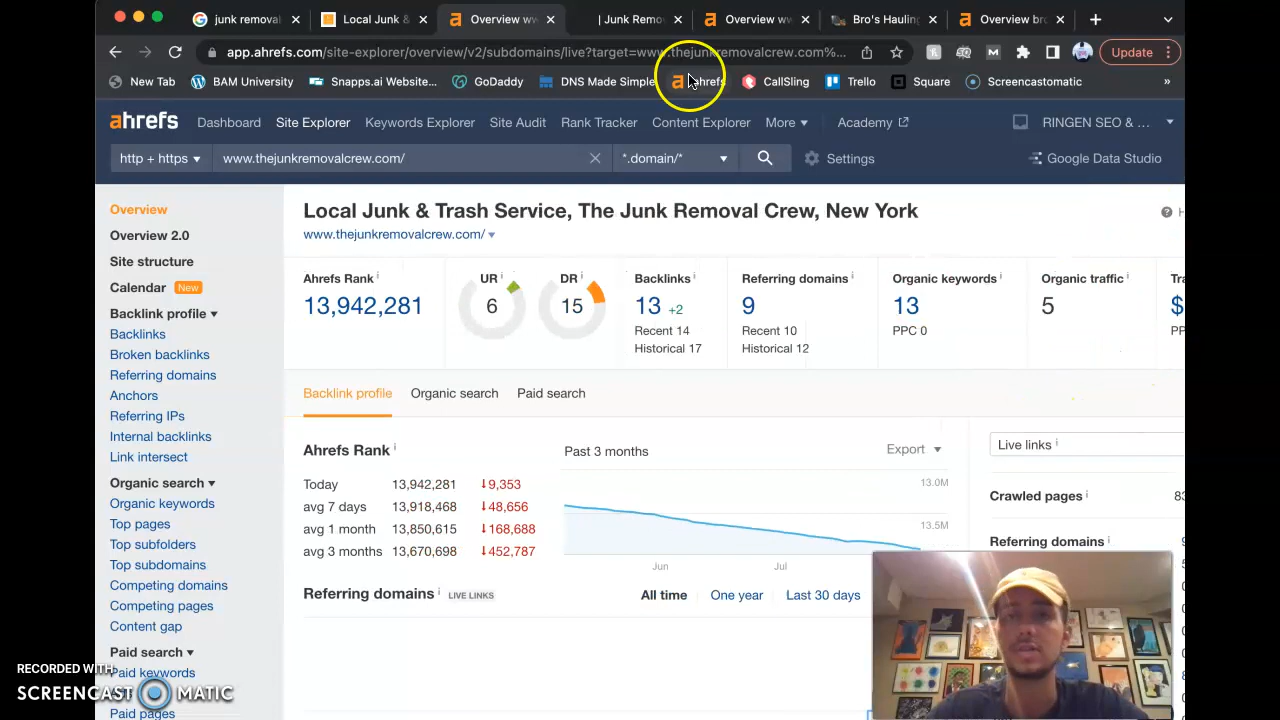 junk removal
Local Junk &
Overview ww
| Junk Remo
Overview ww
Bro's Hauling
Overview bro
app.ahrefs.com/site-explorer/overview/v2/subdomains/live?target=www.thejunkremovalcrew.com%...
Update
New Tab
BAM University
Snapps.ai Website...
GoDaddy
DNS Made Simple
ahrefs
CallSling
Trello
Square
Screencastomatic
»
ahrefs
Dashboard
Site Explorer
Keywords Explorer
Site Audit
Rank Tracker
Content Explorer
More
Academy
RINGEN SEO & ...
http + https
www.thejunkremovalcrew.com/
*.domain/*
Settings
Google Data Studio
Overview
Overview 2.0
Site structure
Calendar New
Backlink profile
Backlinks
Broken backlinks
Referring domains
Anchors
Referring IPs
Internal backlinks
Link intersect
Organic search
Organic keywords
Top pages
Top subfolders
Top subdomains
Competing domains
Competing pages
Content gap
Paid search
Paid keywords
Paid pages
Local Junk & Trash Service, The Junk Removal Crew, New York
www.thejunkremovalcrew.com/
Ahrefs Rank
13,942,281
UR
6
DR
15
Backlinks
13 +2
Recent 14
Historical 17
Referring domains
9
Recent 10
Historical 12
Organic keywords
13
PPC 0
Organic traffic
5
Tra
$
PP
Backlink profile
Organic search
Paid search
Ahrefs Rank
Past 3 months
Export
Today 13,942,281 ↓9,353
avg 7 days 13,918,468 ↓48,656
avg 1 month 13,850,615 ↓168,688
avg 3 months 13,670,698 ↓452,787
13.0M
13.5M
Jun
Jul
Referring domains LIVE LINKS
All time
One year
Last 30 days
Live links
Crawled pages
Referring domains
RECORDED WITH
SCREENCAST MATIC